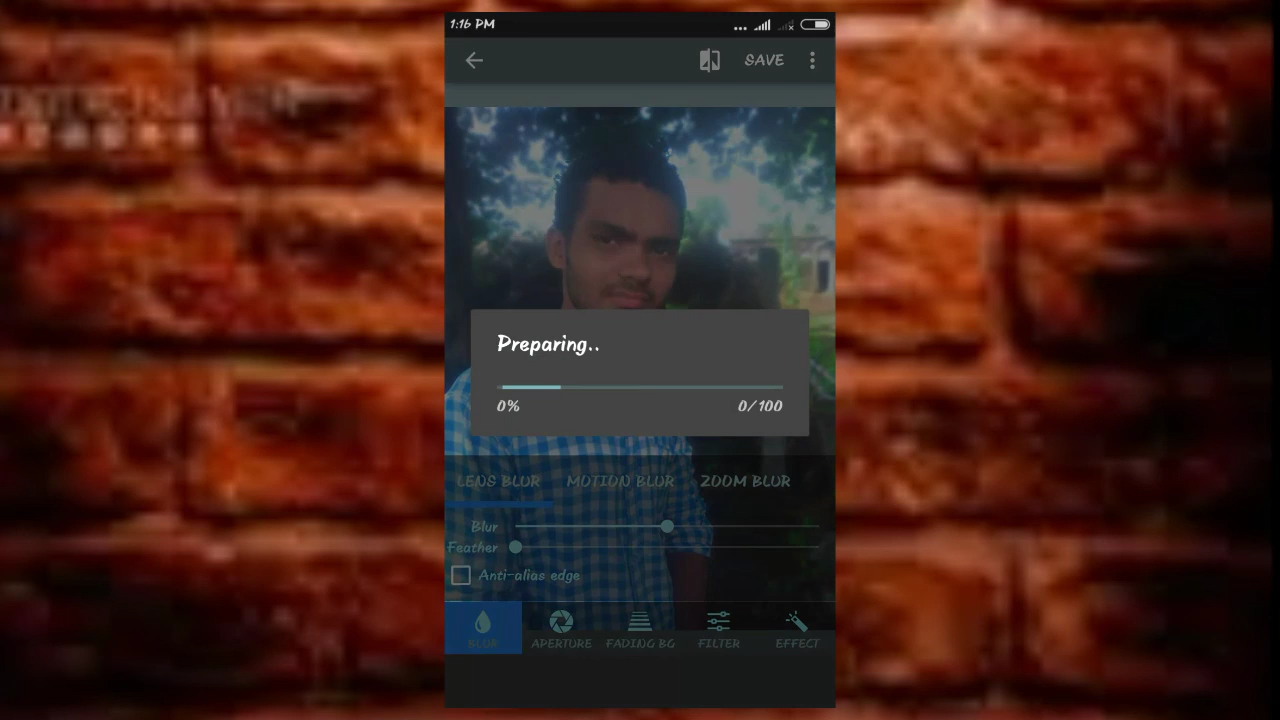 1:16 PM
SAVE
Preparing..
0% 0/100
LENS BLUR MOTION BLUR ZOOM BLUR
Blur
Feather
Anti-alias edge
BLUR APERTURE FADING BG FILTER EFFECT